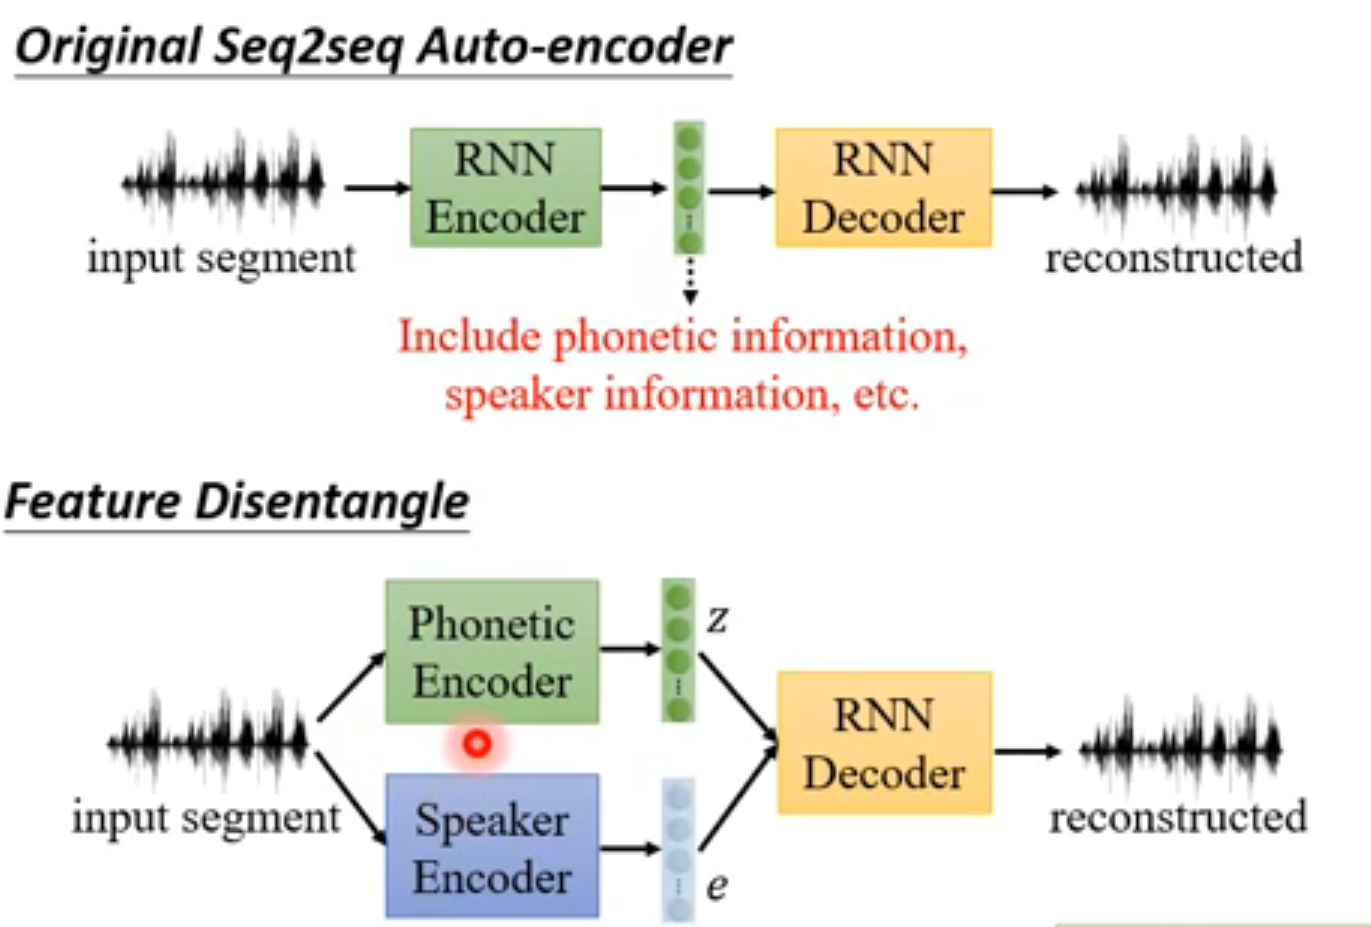 Original Seq2seq Auto-encoder
RNN
Encoder
RNN
Decoder
input segment
reconstructed
Include phonetic information,
speaker information, etc.
Feature Disentangle
Phonetic
Encoder
z
RNN
Decoder
input segment
reconstructed
Speaker
Encoder
e